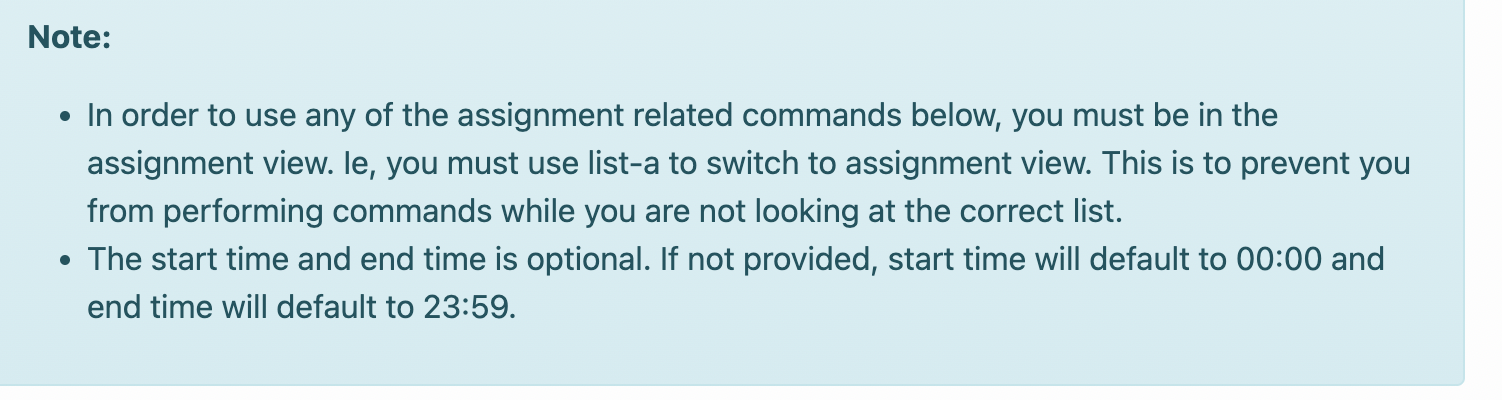 Note:
• In order to use any of the assignment related commands below, you must be in the
assignment view. Ie, you must use list-a to switch to assignment view. This is to prevent you
from performing commands while you are not looking at the correct list.
• The start time and end time is optional. If not provided, start time will default to 00:00 and
end time will default to 23:59.